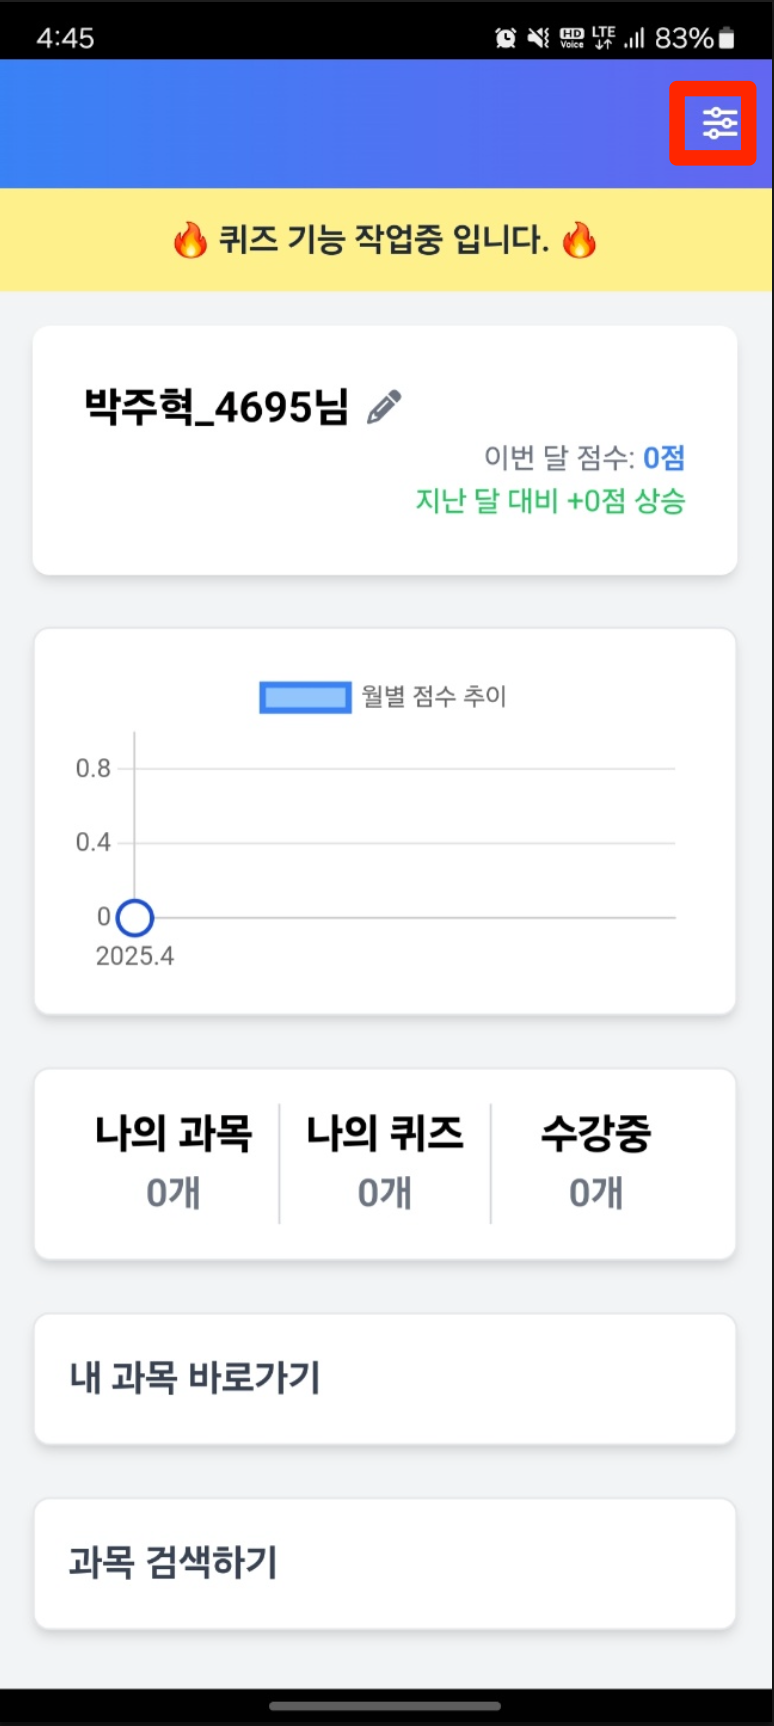 4:45 HD Voice LTE 83%
🔥 퀴즈 기능 작업중 입니다. 🔥
박주혁_4695님
이번 달 점수: 0점
지난 달 대비 +0점 상승
월별 점수 추이
0.8
0.4
0
2025.4
나의 과목 나의 퀴즈 수강중
0개 0개 0개
내 과목 바로가기
과목 검색하기